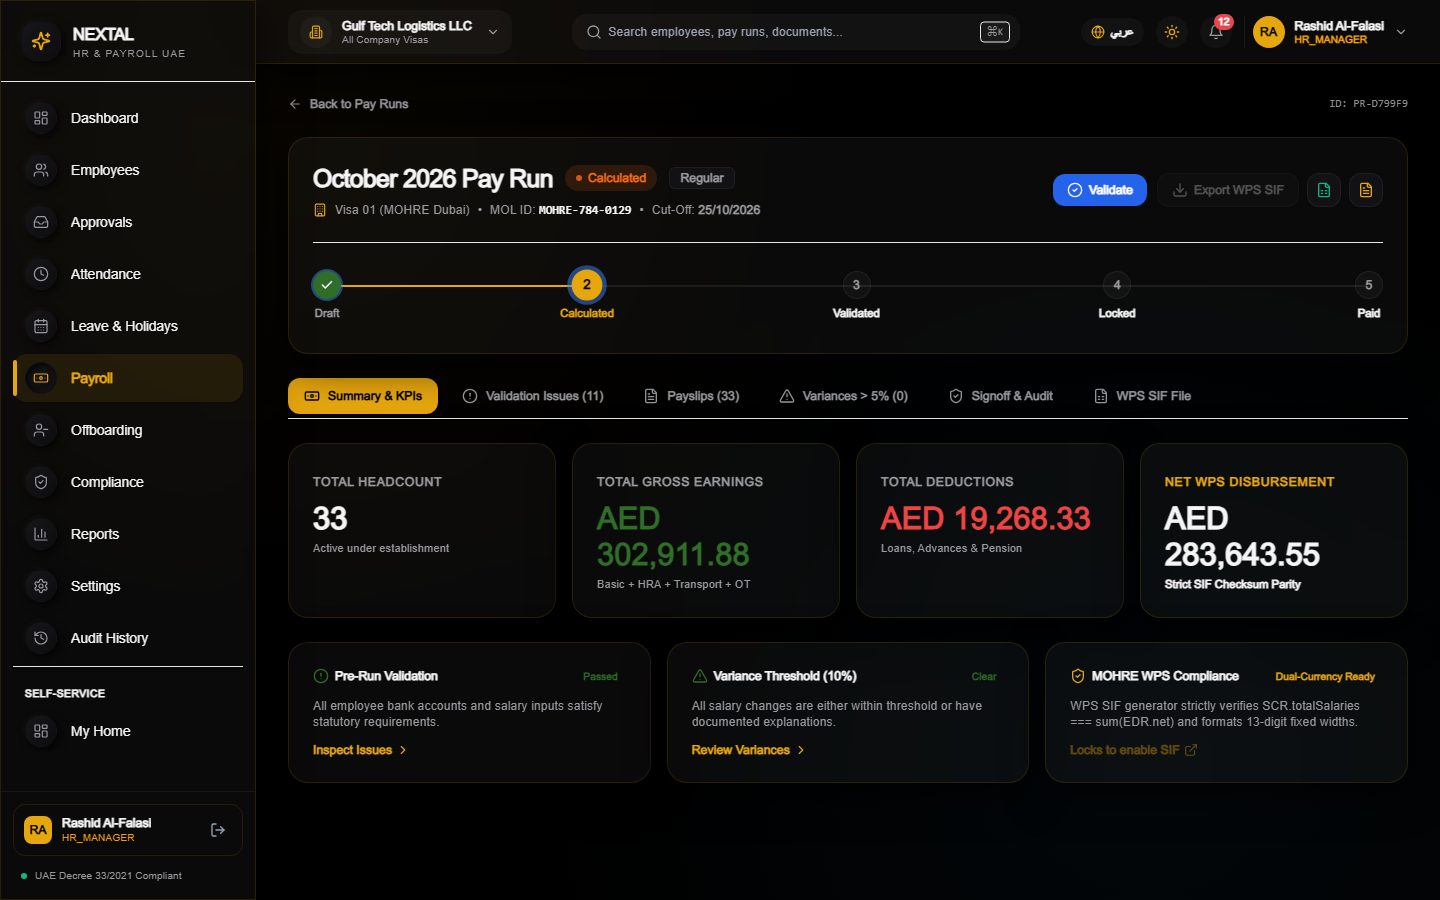 NEXTAL
HR & PAYROLL UAE
Gulf Tech Logistics LLC
All Company Visas
Search employees, pay runs, documents...
⌘K
عربي
12
RA
Rashid Al-Falasi
HR_MANAGER
Dashboard
Employees
Approvals
Attendance
Leave & Holidays
Payroll
Offboarding
Compliance
Reports
Settings
Audit History
SELF-SERVICE
My Home
RA
Rashid Al-Falasi
HR_MANAGER
UAE Decree 33/2021 Compliant
Back to Pay Runs
ID: PR-D799F9
October 2026 Pay Run
Calculated
Regular
Visa 01 (MOHRE Dubai) • MOL ID: MOHRE-784-0129 • Cut-Off: 25/10/2026
Validate
Export WPS SIF
2
3
4
5
Draft
Calculated
Validated
Locked
Paid
Summary & KPIs
Validation Issues (11)
Payslips (33)
Variances > 5% (0)
Signoff & Audit
WPS SIF File
TOTAL HEADCOUNT
33
Active under establishment
TOTAL GROSS EARNINGS
AED
302,911.88
Basic + HRA + Transport + OT
TOTAL DEDUCTIONS
AED 19,268.33
Loans, Advances & Pension
NET WPS DISBURSEMENT
AED
283,643.55
Strict SIF Checksum Parity
Pre-Run Validation
Passed
All employee bank accounts and salary inputs satisfy
statutory requirements.
Inspect Issues
Variance Threshold (10%)
Clear
All salary changes are either within threshold or have
documented explanations.
Review Variances
MOHRE WPS Compliance
Dual-Currency Ready
WPS SIF generator strictly verifies SCR.totalSalaries
=== sum(EDR.net) and formats 13-digit fixed widths.
Locks to enable SIF